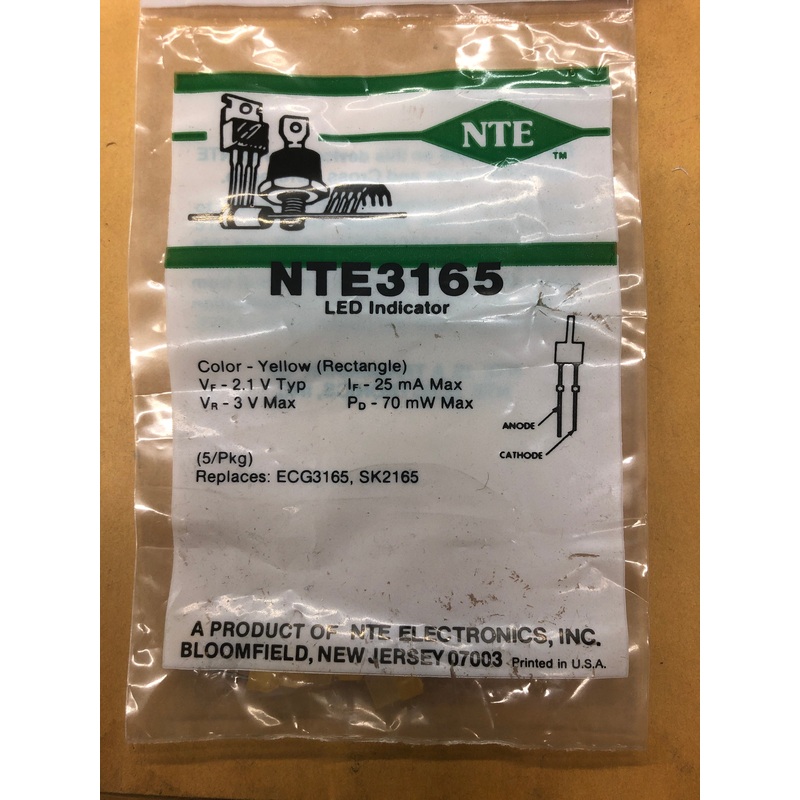 NTE
TM
NTE3165
LED Indicator
Color - Yellow (Rectangle)
VF - 2.1 V Typ IF - 25 mA Max
VR - 3 V Max PD - 70 mW Max
ANODE
CATHODE
(5/Pkg)
Replaces: ECG3165, SK2165
A PRODUCT OF NTE ELECTRONICS, INC.
BLOOMFIELD, NEW JERSEY 07003 Printed in U.S.A.